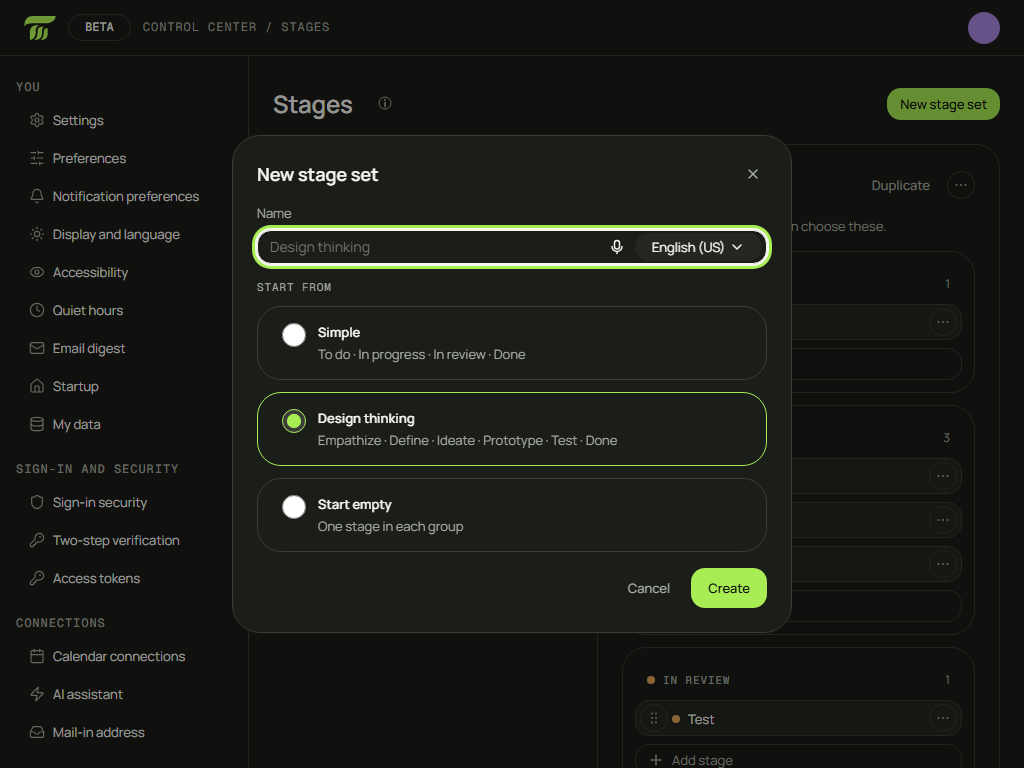 BETA
CONTROL CENTER / STAGES
YOU
Settings
Preferences
Notification preferences
Display and language
Accessibility
Quiet hours
Email digest
Startup
My data
SIGN-IN AND SECURITY
Sign-in security
Two-step verification
Access tokens
CONNECTIONS
Calendar connections
AI assistant
Mail-in address
Stages
New stage set
Duplicate
choose these.
1
3
New stage set
Name
Design thinking
English (US)
START FROM
Simple
To do · In progress · In review · Done
Design thinking
Empathize · Define · Ideate · Prototype · Test · Done
Start empty
One stage in each group
Cancel
Create
IN REVIEW
1
Test
Add stage